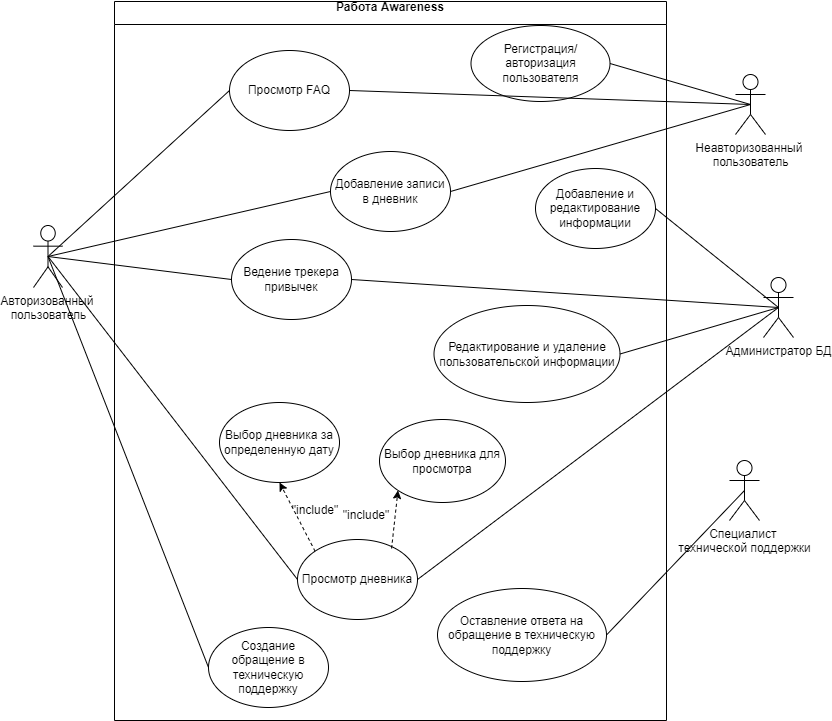 Работа Awareness
Регистрация/
авторизация
пользователя
Просмотр FAQ
Неавторизованный
пользователь
Добавление записи
в дневник
Добавление и
редактирование
информации
Авторизованный
пользователь
Ведение трекера
привычек
Администратор БД
Редактирование и удаление
пользовательской информации
Выбор дневника за
определенную дату
Выбор дневника для
просмотра
"include"
"include"
Специалист
технической поддержки
Просмотр дневника
Оставление ответа на
обращение в техническую
поддержку
Создание
обращение в
техническую
поддержку